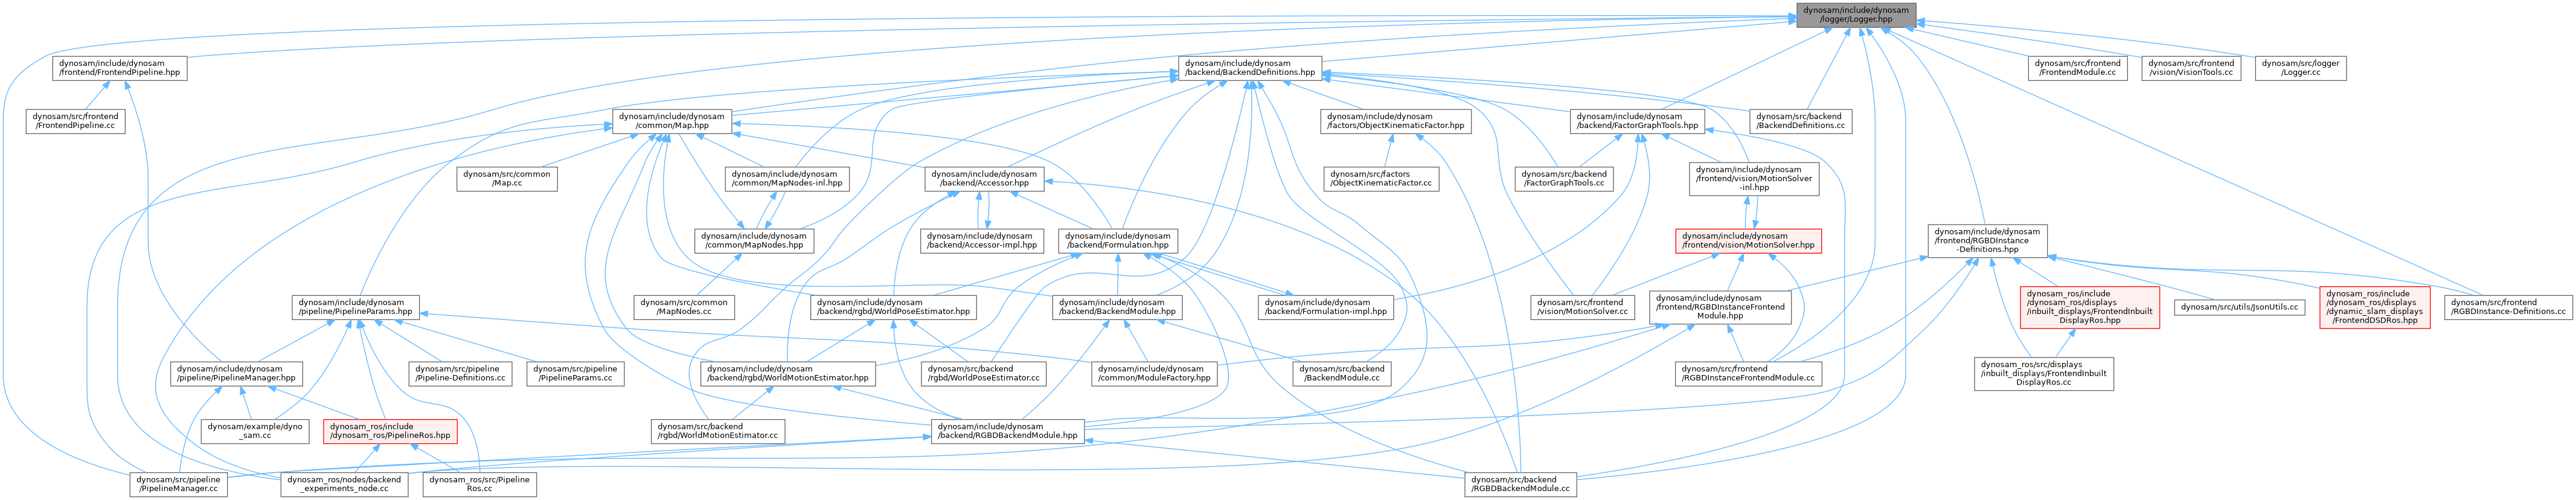 dynosam/include/dynosam
/logger/Logger.hpp
dynosam/include/dynosam
/frontend/FrontendPipeline.hpp
dynosam/include/dynosam
/backend/BackendDefinitions.hpp
dynosam/src/frontend
/FrontendModule.cc
dynosam/src/frontend
/vision/VisionTools.cc
dynosam/src/logger
/Logger.cc
dynosam/src/frontend
/FrontendPipeline.cc
dynosam/include/dynosam
/common/Map.hpp
dynosam/include/dynosam
/factors/ObjectKinematicFactor.hpp
dynosam/include/dynosam
/backend/FactorGraphTools.hpp
dynosam/src/backend
/BackendDefinitions.cc
dynosam/src/common
/Map.cc
dynosam/include/dynosam
/common/MapNodes-inl.hpp
dynosam/include/dynosam
/backend/Accessor.hpp
dynosam/src/factors
/ObjectKinematicFactor.cc
dynosam/src/backend
/FactorGraphTools.cc
dynosam/include/dynosam
/frontend/vision/MotionSolver
-inl.hpp
dynosam/include/dynosam
/common/MapNodes.hpp
dynosam/include/dynosam
/backend/Accessor-impl.hpp
dynosam/include/dynosam
/backend/Formulation.hpp
dynosam/include/dynosam
/frontend/vision/MotionSolver.hpp
dynosam/include/dynosam
/frontend/RGBDInstance
-Definitions.hpp
dynosam/include/dynosam
/pipeline/PipelineParams.hpp
dynosam/src/common
/MapNodes.cc
dynosam/include/dynosam
/backend/rgbd/WorldPoseEstimator.hpp
dynosam/include/dynosam
/backend/BackendModule.hpp
dynosam/include/dynosam
/backend/Formulation-impl.hpp
dynosam/src/frontend
/vision/MotionSolver.cc
dynosam/include/dynosam
/frontend/RGBDInstanceFrontend
Module.hpp
dynosam_ros/include
/dynosam_ros/displays
/inbuilt_displays/FrontendInbuilt
DisplayRos.hpp
dynosam/src/utils/JsonUtils.cc
dynosam_ros/include
/dynosam_ros/displays
/dynamic_slam_displays
/FrontendDSDRos.hpp
dynosam/src/frontend
/RGBDInstance-Definitions.cc
dynosam/include/dynosam
/pipeline/PipelineManager.hpp
dynosam/src/pipeline
/Pipeline-Definitions.cc
dynosam/src/pipeline
/PipelineParams.cc
dynosam/include/dynosam
/backend/rgbd/WorldMotionEstimator.hpp
dynosam/src/backend
/rgbd/WorldPoseEstimator.cc
dynosam/include/dynosam
/common/ModuleFactory.hpp
dynosam/src/backend
/BackendModule.cc
dynosam/src/frontend
/RGBDInstanceFrontendModule.cc
dynosam_ros/src/displays
/inbuilt_displays/FrontendInbuilt
DisplayRos.cc
dynosam/example/dyno
_sam.cc
dynosam_ros/include
/dynosam_ros/PipelineRos.hpp
dynosam/src/backend
/rgbd/WorldMotionEstimator.cc
dynosam/include/dynosam
/backend/RGBDBackendModule.hpp
dynosam/src/pipeline
/PipelineManager.cc
dynosam_ros/nodes/backend
_experiments_node.cc
dynosam_ros/src/Pipeline
Ros.cc
dynosam/src/backend
/RGBDBackendModule.cc